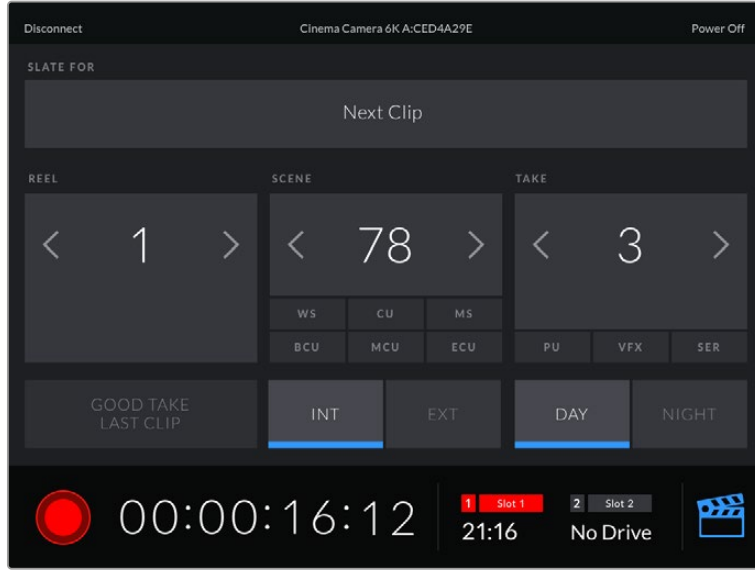 Disconnect Cinema Camera 6K A:CED4A29E Power Off
SLATE FOR
Next Clip
REEL SCENE TAKE
1 78 3
WS CU MS
BCU MCU ECU PU VFX SER
GOOD TAKE
LAST CLIP
INT EXT DAY NIGHT
00:00:16:12
1 Slot 1 2 Slot 2
21:16 No Drive